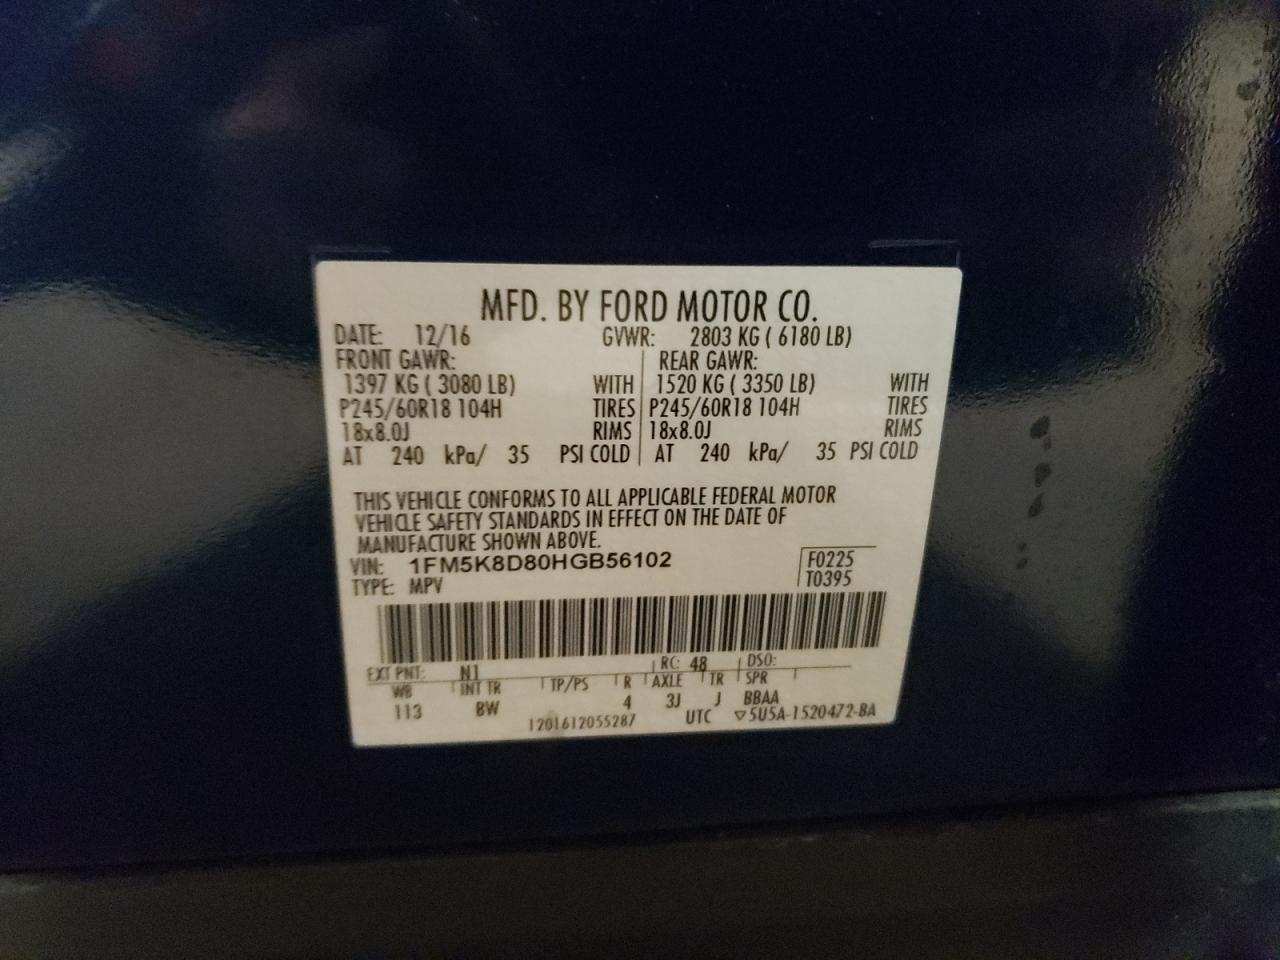 MFD. BY FORD MOTOR CO.
DATE: 12/16 GVWR: 2803 KG ( 6180 LB)
FRONT GAWR: REAR GAWR:
1397 KG ( 3080 LB) WITH 1520 KG ( 3350 LB) WITH
P245/60R18 104H TIRES P245/60R18 104H TIRES
18x8.0J RIMS 18x8.0J RIMS
AT 240 kPa/ 35 PSI COLD AT 240 kPa/ 35 PSI COLD
THIS VEHICLE CONFORMS TO ALL APPLICABLE FEDERAL MOTOR
VEHICLE SAFETY STANDARDS IN EFFECT ON THE DATE OF
MANUFACTURE SHOWN ABOVE.
VIN: 1FM5K8D80HGB56102 F0225
TYPE: MPV T0395
EXT PNT: N1 RC: 48 DSO:
WB INT TR TP/PS R AXLE TR SPR
113 BW 4 3J J BBAA
1201612055287 UTC ▽5U5A-1520472-BA